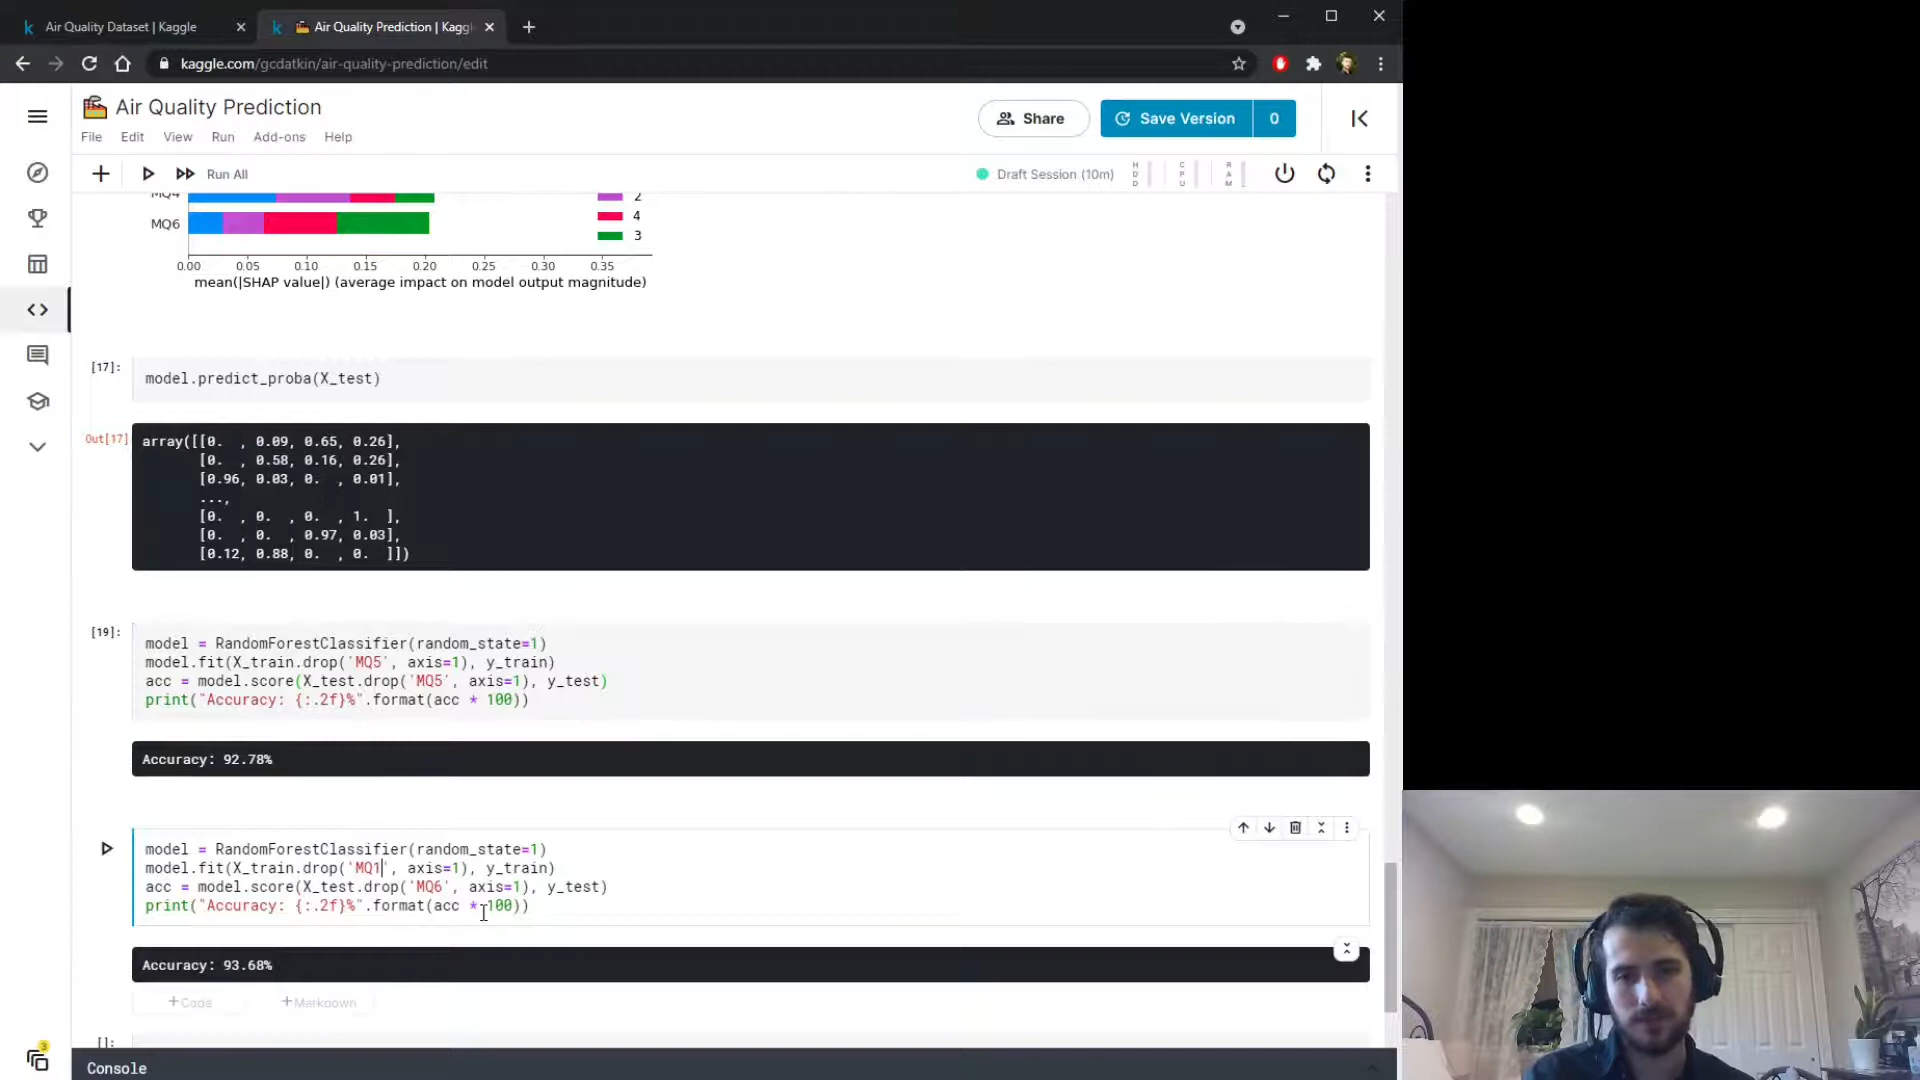 Air Quality Dataset | Kaggle
Air Quality Prediction | Kaggl
kaggle.com/gcdatkin/air-quality-prediction/edit
Air Quality Prediction
File Edit View Run Add-ons Help
Share
Save Version 0
Run All
Draft Session (10m)
HDD
CPU
RAM
MQ4
MQ6
2
4
3
0.00 0.05 0.10 0.15 0.20 0.25 0.30 0.35
mean(|SHAP value|) (average impact on model output magnitude)
[17]:
model.predict_proba(X_test)
Out[17]
array([[0.  , 0.09, 0.65, 0.26],
[0.  , 0.58, 0.16, 0.26],
[0.96, 0.03, 0.  , 0.01],
...,
[0.  , 0.  , 0.  , 1.  ],
[0.  , 0.  , 0.97, 0.03],
[0.12, 0.88, 0.  , 0.  ]])
[19]:
model = RandomForestClassifier(random_state=1)
model.fit(X_train.drop('MQ5', axis=1), y_train)
acc = model.score(X_test.drop('MQ5', axis=1), y_test)
print("Accuracy: {:.2f}%".format(acc * 100))
Accuracy: 92.78%
model = RandomForestClassifier(random_state=1)
model.fit(X_train.drop('MQ1', axis=1), y_train)
acc = model.score(X_test.drop('MQ6', axis=1), y_test)
print("Accuracy: {:.2f}%".format(acc * 100))
Accuracy: 93.68%
+ Code + Markdown
[]:
3
Console